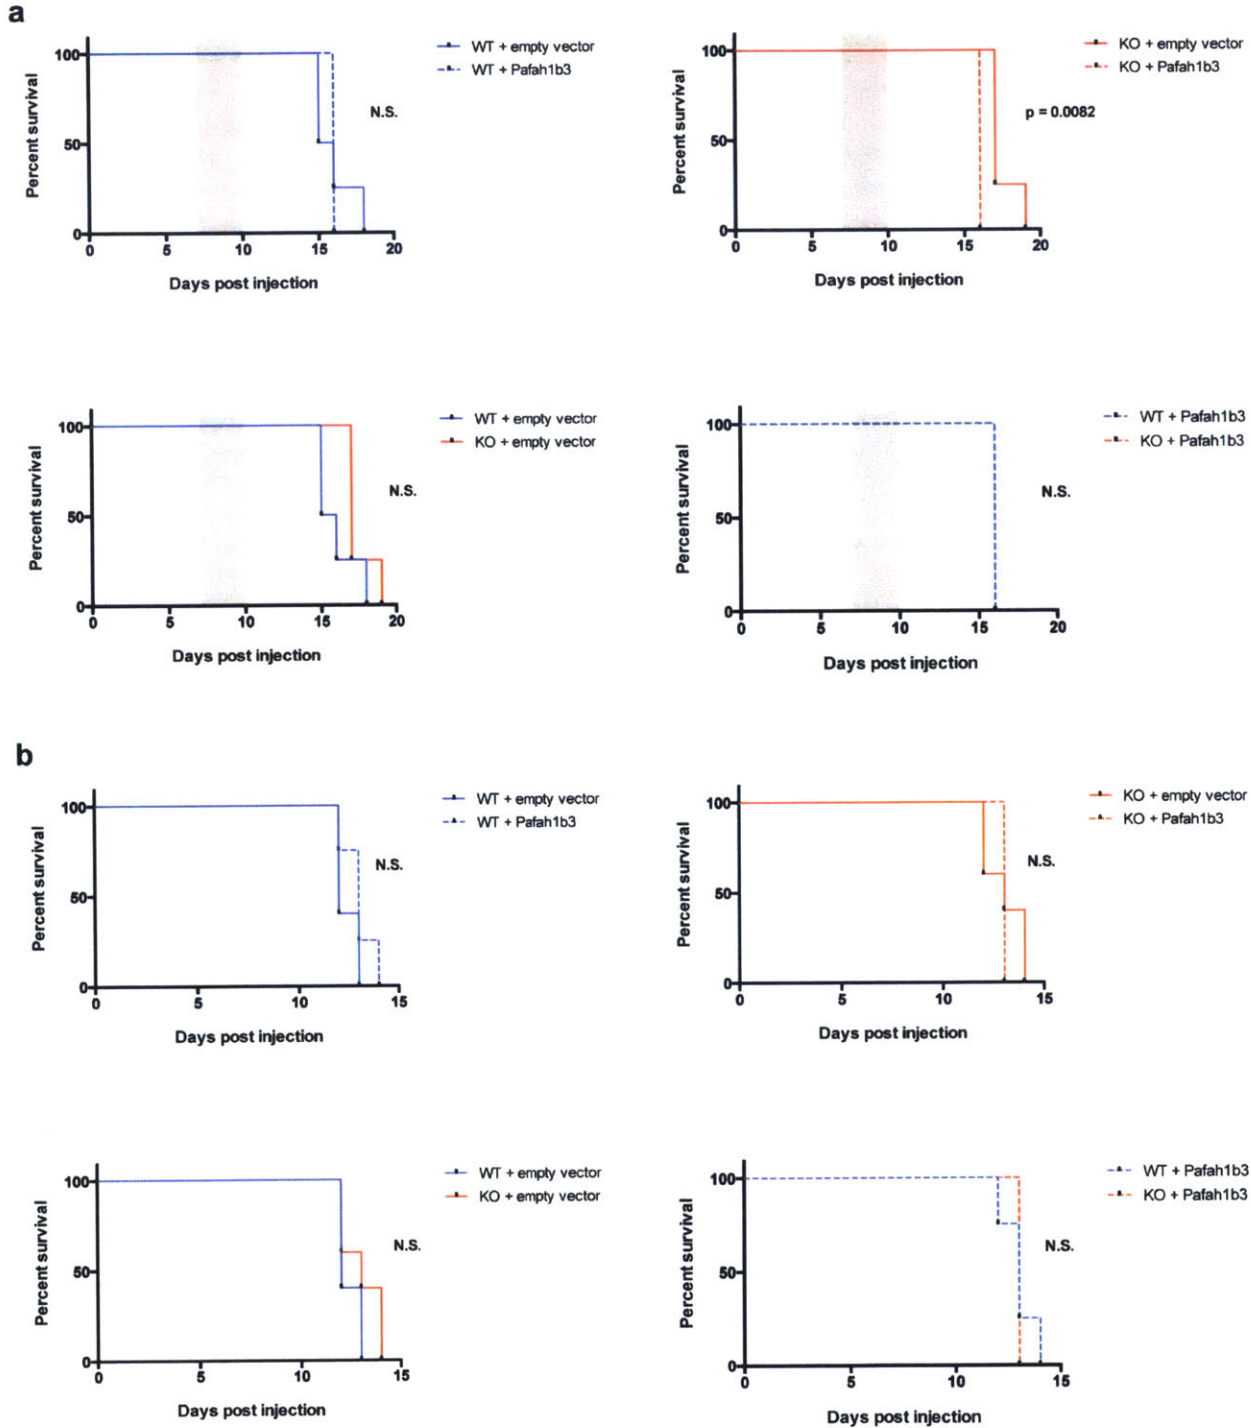 a
WT + empty vector
WT + Pafah1b3
N.S.
Percent survival
100
50
0
0 5 10 15 20
Days post injection
KO + empty vector
KO + Pafah1b3
p = 0.0082
Percent survival
100
50
0
0 5 10 15 20
Days post injection
WT + empty vector
KO + empty vector
N.S.
Percent survival
100
50
0
0 5 10 15 20
Days post injection
WT + Pafah1b3
KO + Pafah1b3
N.S.
Percent survival
100
50
0
0 5 10 15 20
Days post injection
b
WT + empty vector
WT + Pafah1b3
N.S.
Percent survival
100
50
0
0 5 10 15
Days post injection
KO + empty vector
KO + Pafah1b3
N.S.
Percent survival
100
50
0
0 5 10 15
Days post injection
WT + empty vector
KO + empty vector
N.S.
Percent survival
100
50
0
0 5 10 15
Days post injection
WT + Pafah1b3
KO + Pafah1b3
N.S.
Percent survival
100
50
0
0 5 10 15
Days post injection